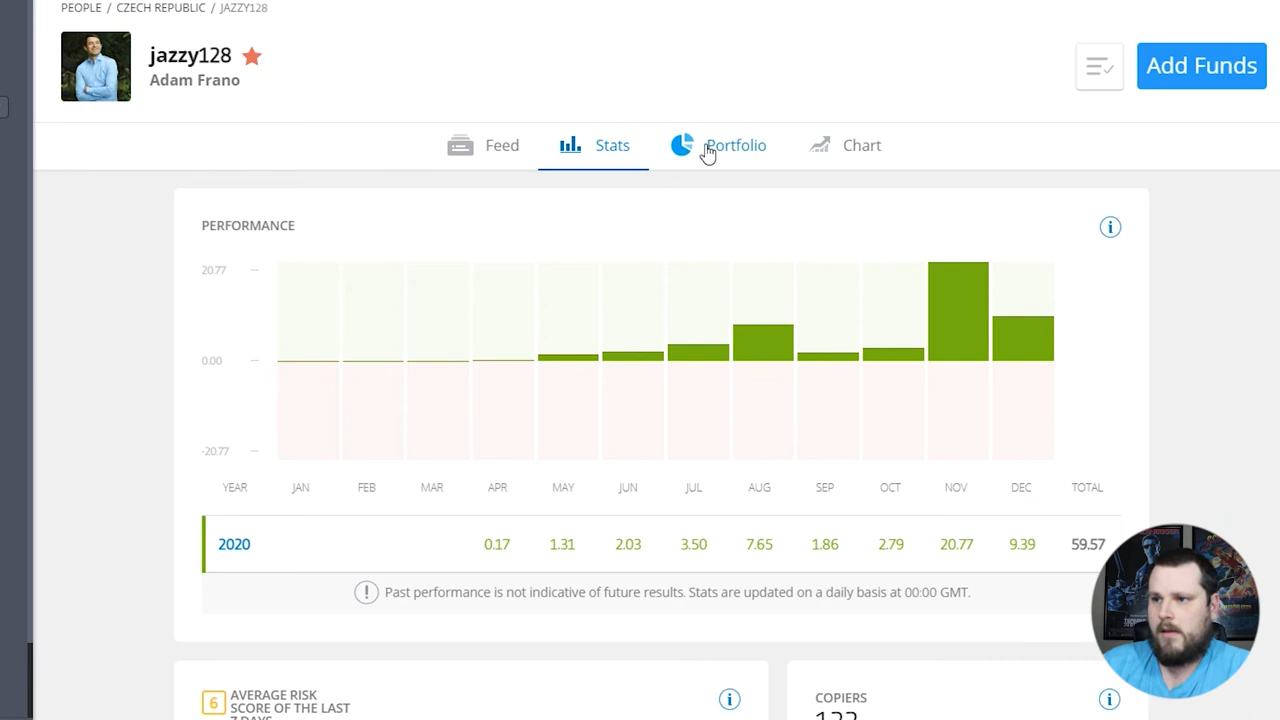 PEOPLE / CZECH REPUBLIC / JAZZY128
jazzy128
Adam Frano
Add Funds
Feed
Stats
Portfolio
Chart
PERFORMANCE
20.77
0.00
-20.77
YEAR JAN FEB MAR APR MAY JUN JUL AUG SEP OCT NOV DEC TOTAL
2020 0.17 1.31 2.03 3.50 7.65 1.86 2.79 20.77 9.39 59.57
Past performance is not indicative of future results. Stats are updated on a daily basis at 00:00 GMT.
6
AVERAGE RISK
SCORE OF THE LAST
7 DAYS
COPIERS